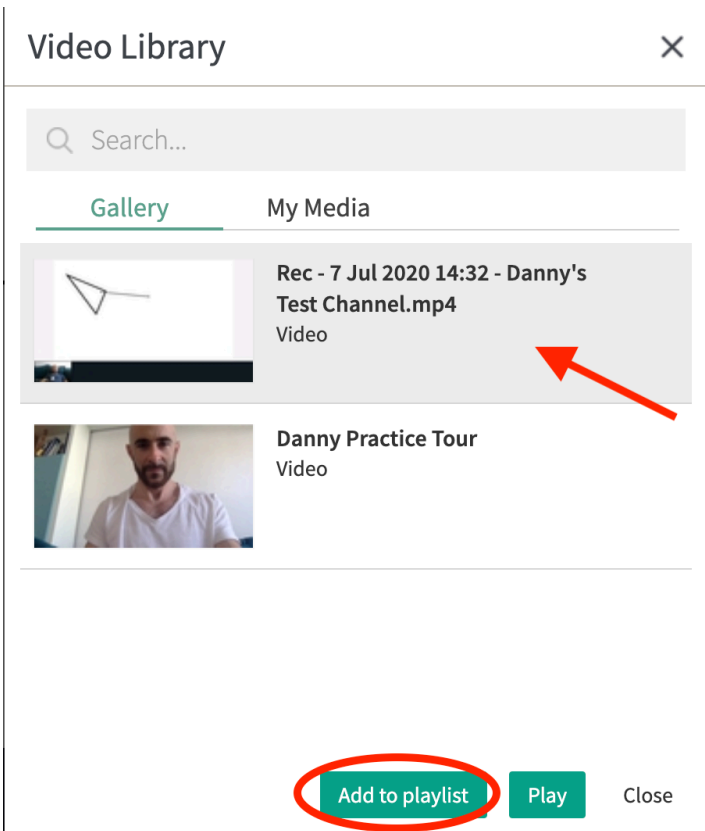 Video Library
Search...
Gallery
My Media
Rec - 7 Jul 2020 14:32 - Danny's
Test Channel.mp4
Video
Danny Practice Tour
Video
Add to playlist
Play
Close